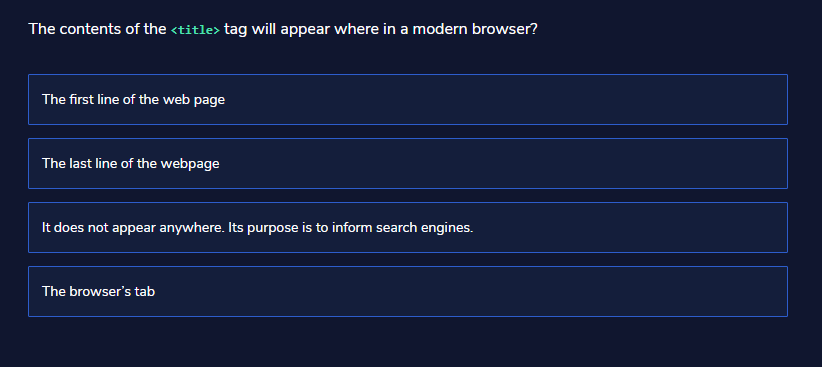 The contents of the <title> tag will appear where in a modern browser?
The first line of the web page
The last line of the webpage
It does not appear anywhere. Its purpose is to inform search engines.
The browser’s tab